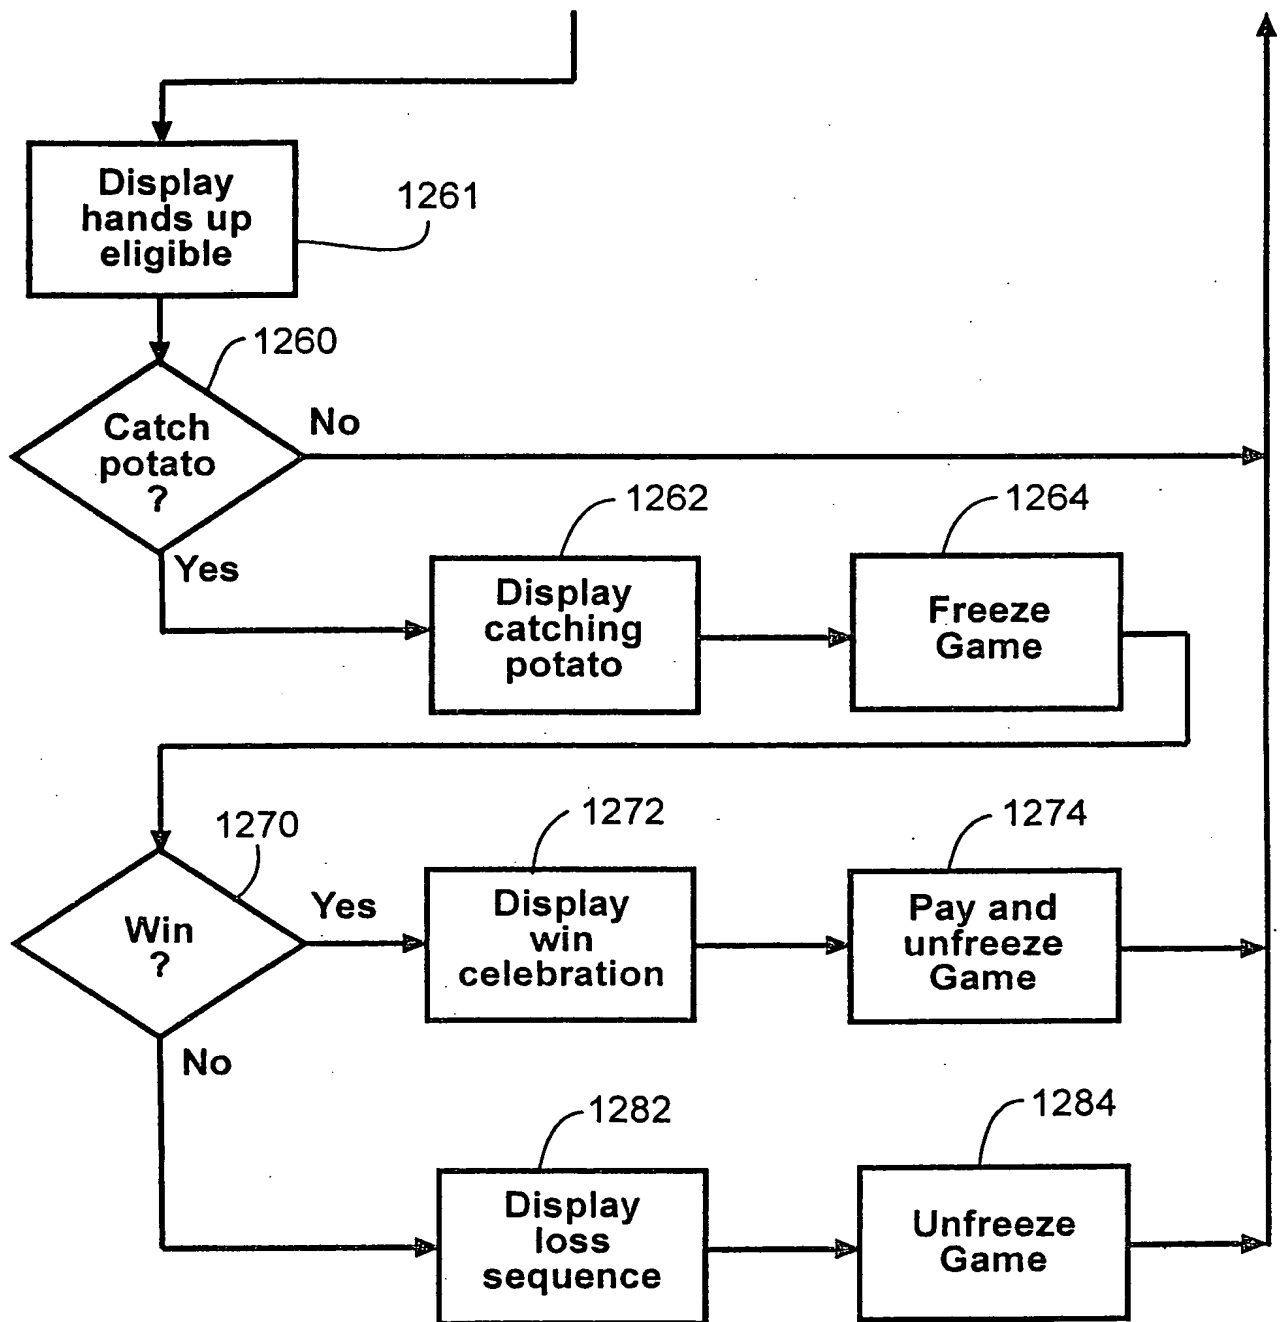 Display
hands up
eligible
1261
1260
Catch
potato
?
No
Yes
1262
Display
catching
potato
1264
Freeze
Game
1270
Win
?
Yes
1272
Display
win
celebration
1274
Pay and
unfreeze
Game
No
1282
Display
loss
sequence
1284
Unfreeze
Game